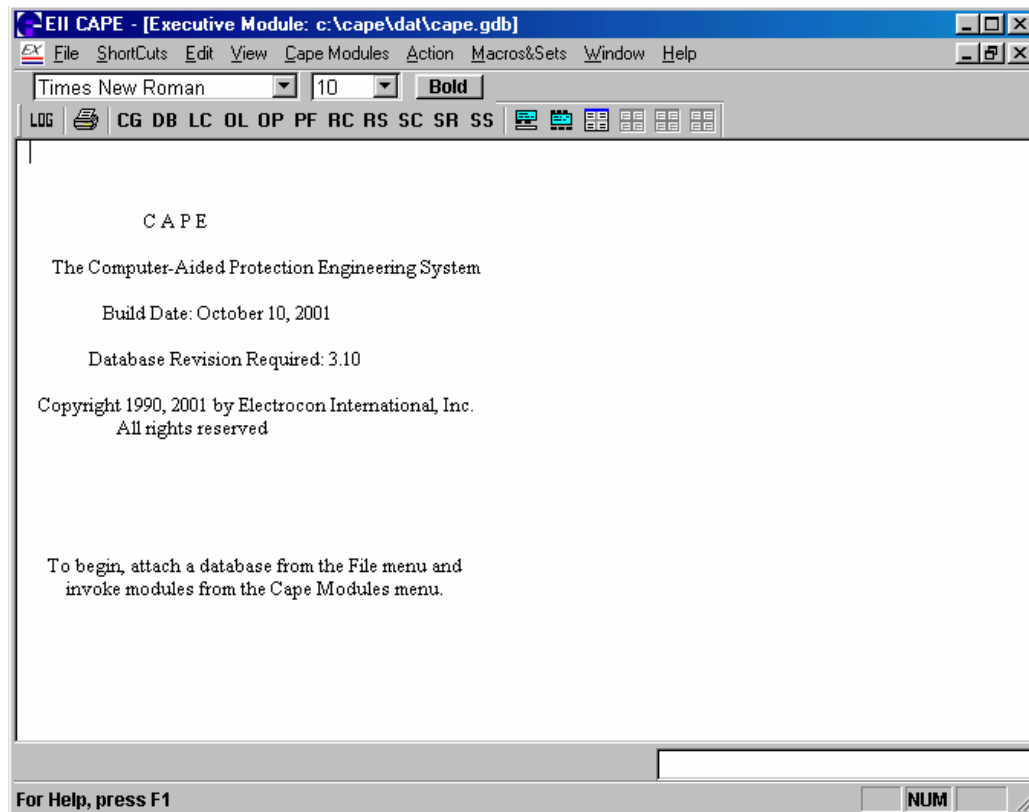 EII CAPE - [Executive Module: c:\cape\dat\cape.gdb]
EX File ShortCuts Edit View Cape Modules Action Macros&Sets Window Help
Times New Roman 10 Bold
LOG CG DB LC OL OP PF RC RS SC SR SS
C A P E
The Computer-Aided Protection Engineering System
Build Date: October 10, 2001
Database Revision Required: 3.10
Copyright 1990, 2001 by Electrocon International, Inc.
All rights reserved
To begin, attach a database from the File menu and
invoke modules from the Cape Modules menu.
For Help, press F1 NUM